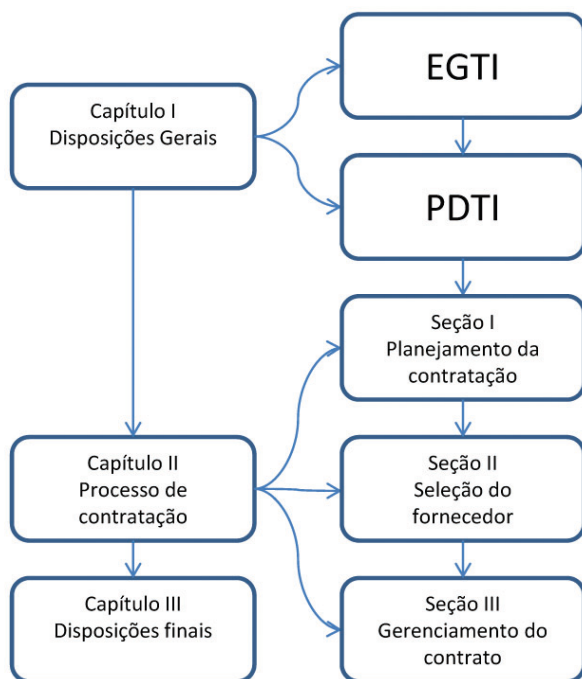 EGTI
Capítulo I
Disposições Gerais
PDTI
Seção I
Planejamento da
contratação
Capítulo II
Processo de
contratação
Seção II
Seleção do
fornecedor
Capítulo III
Disposições finais
Seção III
Gerenciamento do
contrato